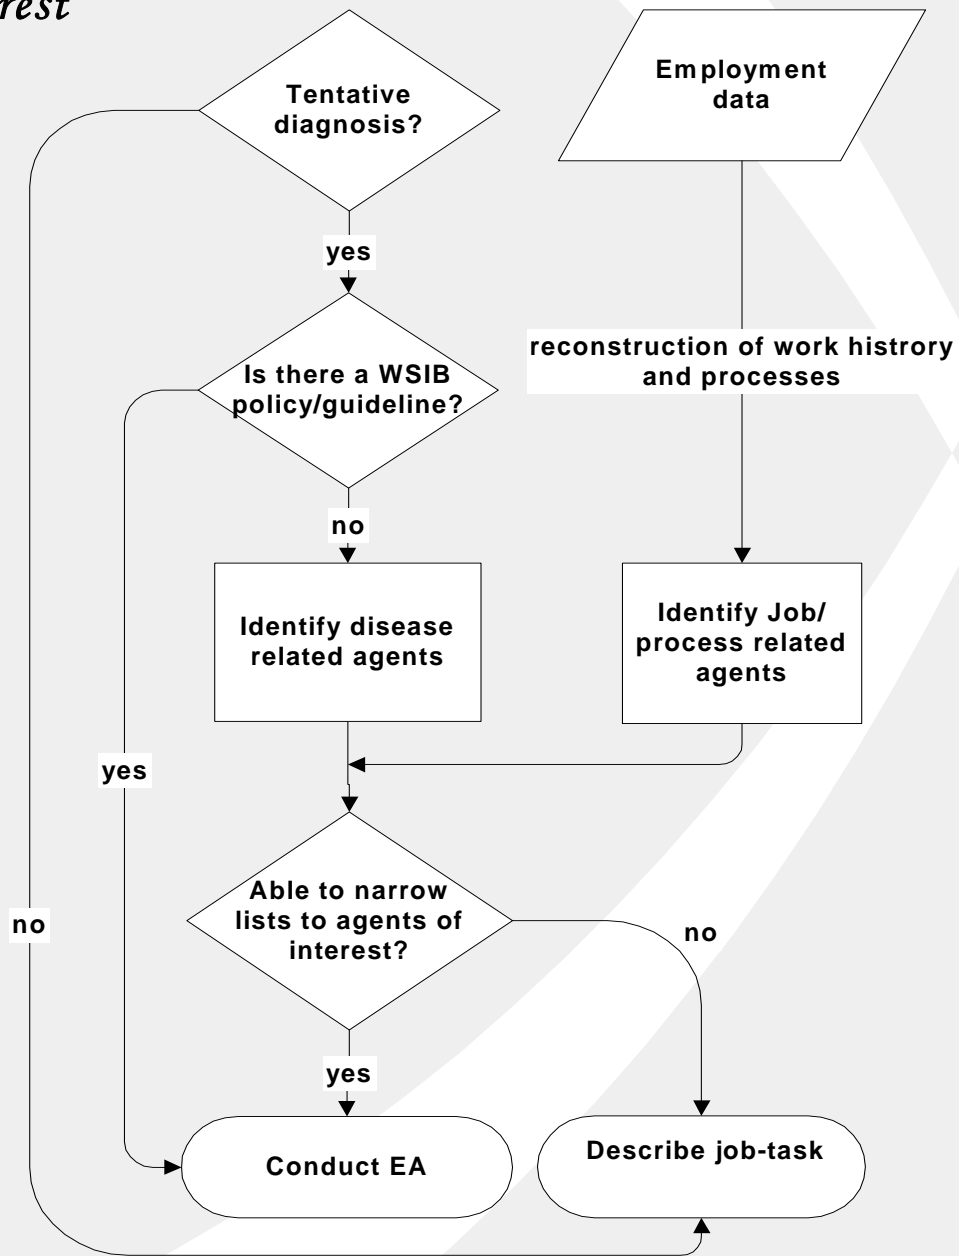 rest
Tentative
diagnosis?
Employment
data
yes
Is there a WSIB
policy/guideline?
reconstruction of work histrory
and processes
no
Identify disease
related agents
Identify Job/
process related
agents
yes
Able to narrow
lists to agents of
interest?
no
no
yes
Conduct EA
Describe job-task